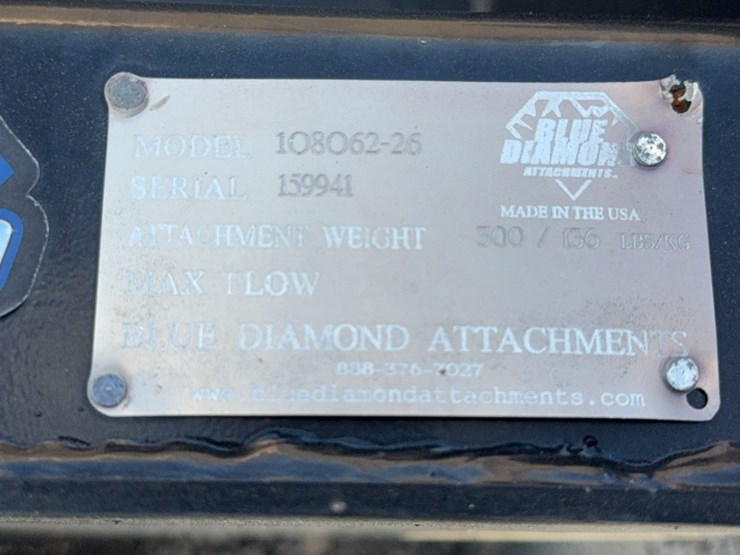 MODEL 108062-26
SERIAL 159941
BLUE
DIAMOND
ATTACHMENTS
MADE IN THE USA
ATTACHMENT WEIGHT 300 / 136 LBS/KG
MAX FLOW
BLUE DIAMOND ATTACHMENTS
888-376-7027
www.bluediamondattachments.com